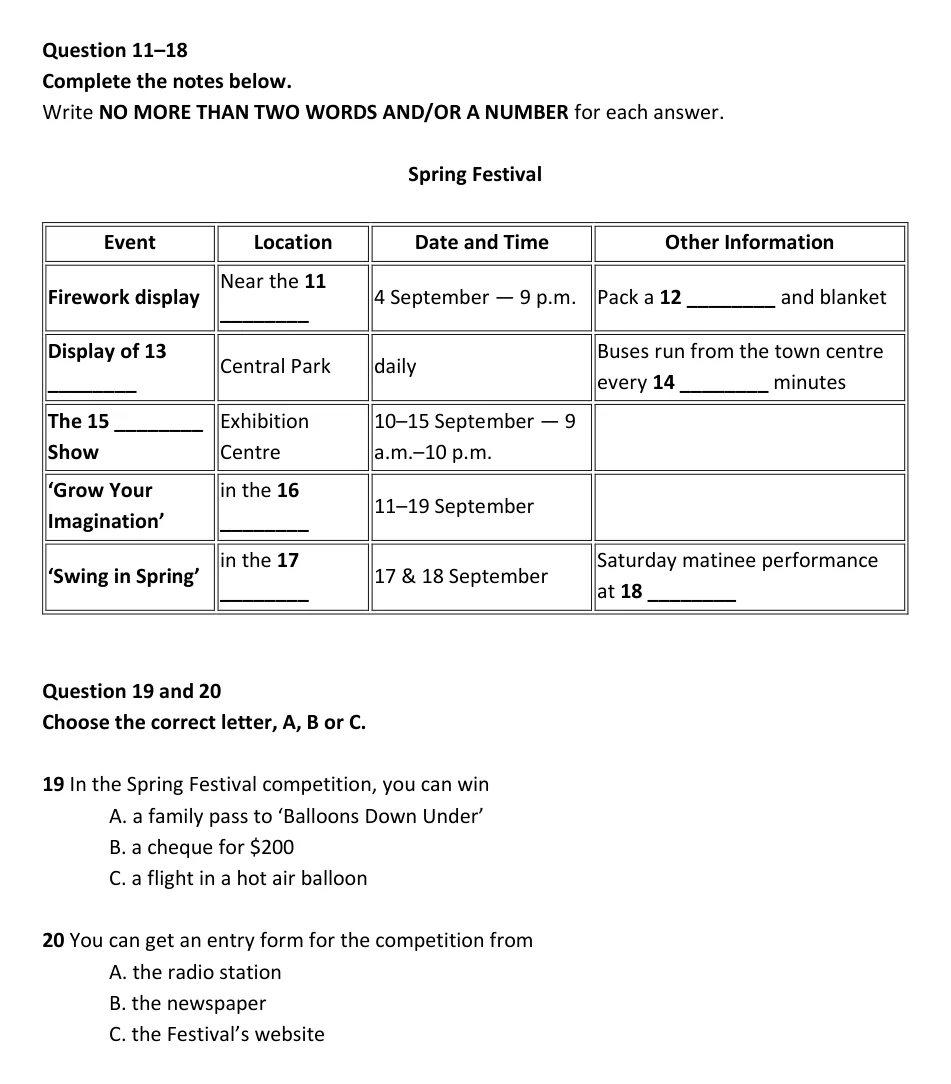 Question 11–18
Complete the notes below.
Write NO MORE THAN TWO WORDS AND/OR A NUMBER for each answer.
Spring Festival
Event Location Date and Time Other Information
Firework display
Near the 11
________
4 September — 9 p.m.
Pack a 12 ________ and blanket
Display of 13
________
Central Park
daily
Buses run from the town centre
every 14 ________ minutes
The 15 ________
Show
Exhibition
Centre
10–15 September — 9
a.m.–10 p.m.
‘Grow Your
Imagination’
in the 16
________
11–19 September
‘Swing in Spring’
in the 17
________
17 & 18 September
Saturday matinee performance
at 18 ________
Question 19 and 20
Choose the correct letter, A, B or C.
19 In the Spring Festival competition, you can win
A. a family pass to ‘Balloons Down Under’
B. a cheque for $200
C. a flight in a hot air balloon
20 You can get an entry form for the competition from
A. the radio station
B. the newspaper
C. the Festival’s website